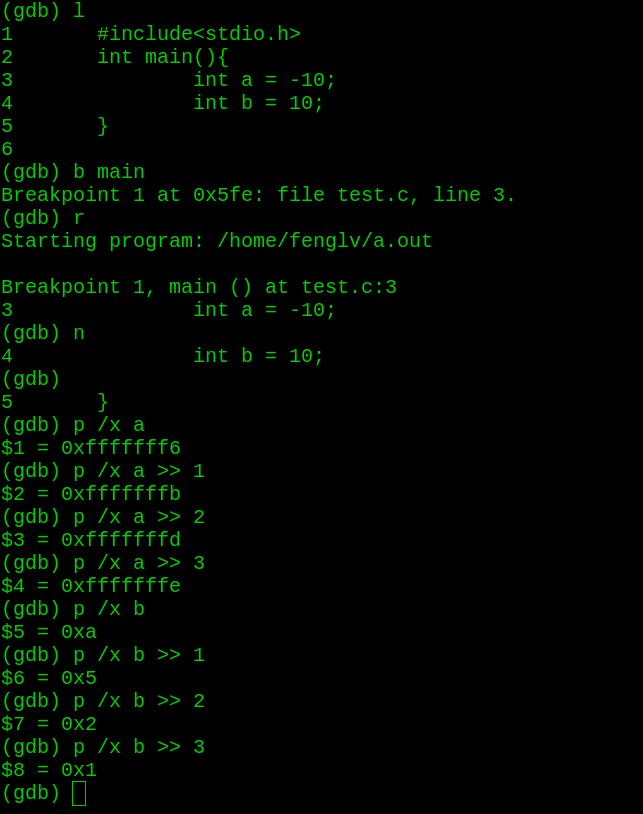 (gdb) l
1       #include<stdio.h>
2       int main(){
3               int a = -10;
4               int b = 10;
5       }
6
(gdb) b main
Breakpoint 1 at 0x5fe: file test.c, line 3.
(gdb) r
Starting program: /home/fenglv/a.out

Breakpoint 1, main () at test.c:3
3               int a = -10;
(gdb) n
4               int b = 10;
(gdb)
5       }
(gdb) p /x a
$1 = 0xfffffff6
(gdb) p /x a >> 1
$2 = 0xfffffffb
(gdb) p /x a >> 2
$3 = 0xfffffffd
(gdb) p /x a >> 3
$4 = 0xfffffffe
(gdb) p /x b
$5 = 0xa
(gdb) p /x b >> 1
$6 = 0x5
(gdb) p /x b >> 2
$7 = 0x2
(gdb) p /x b >> 3
$8 = 0x1
(gdb)